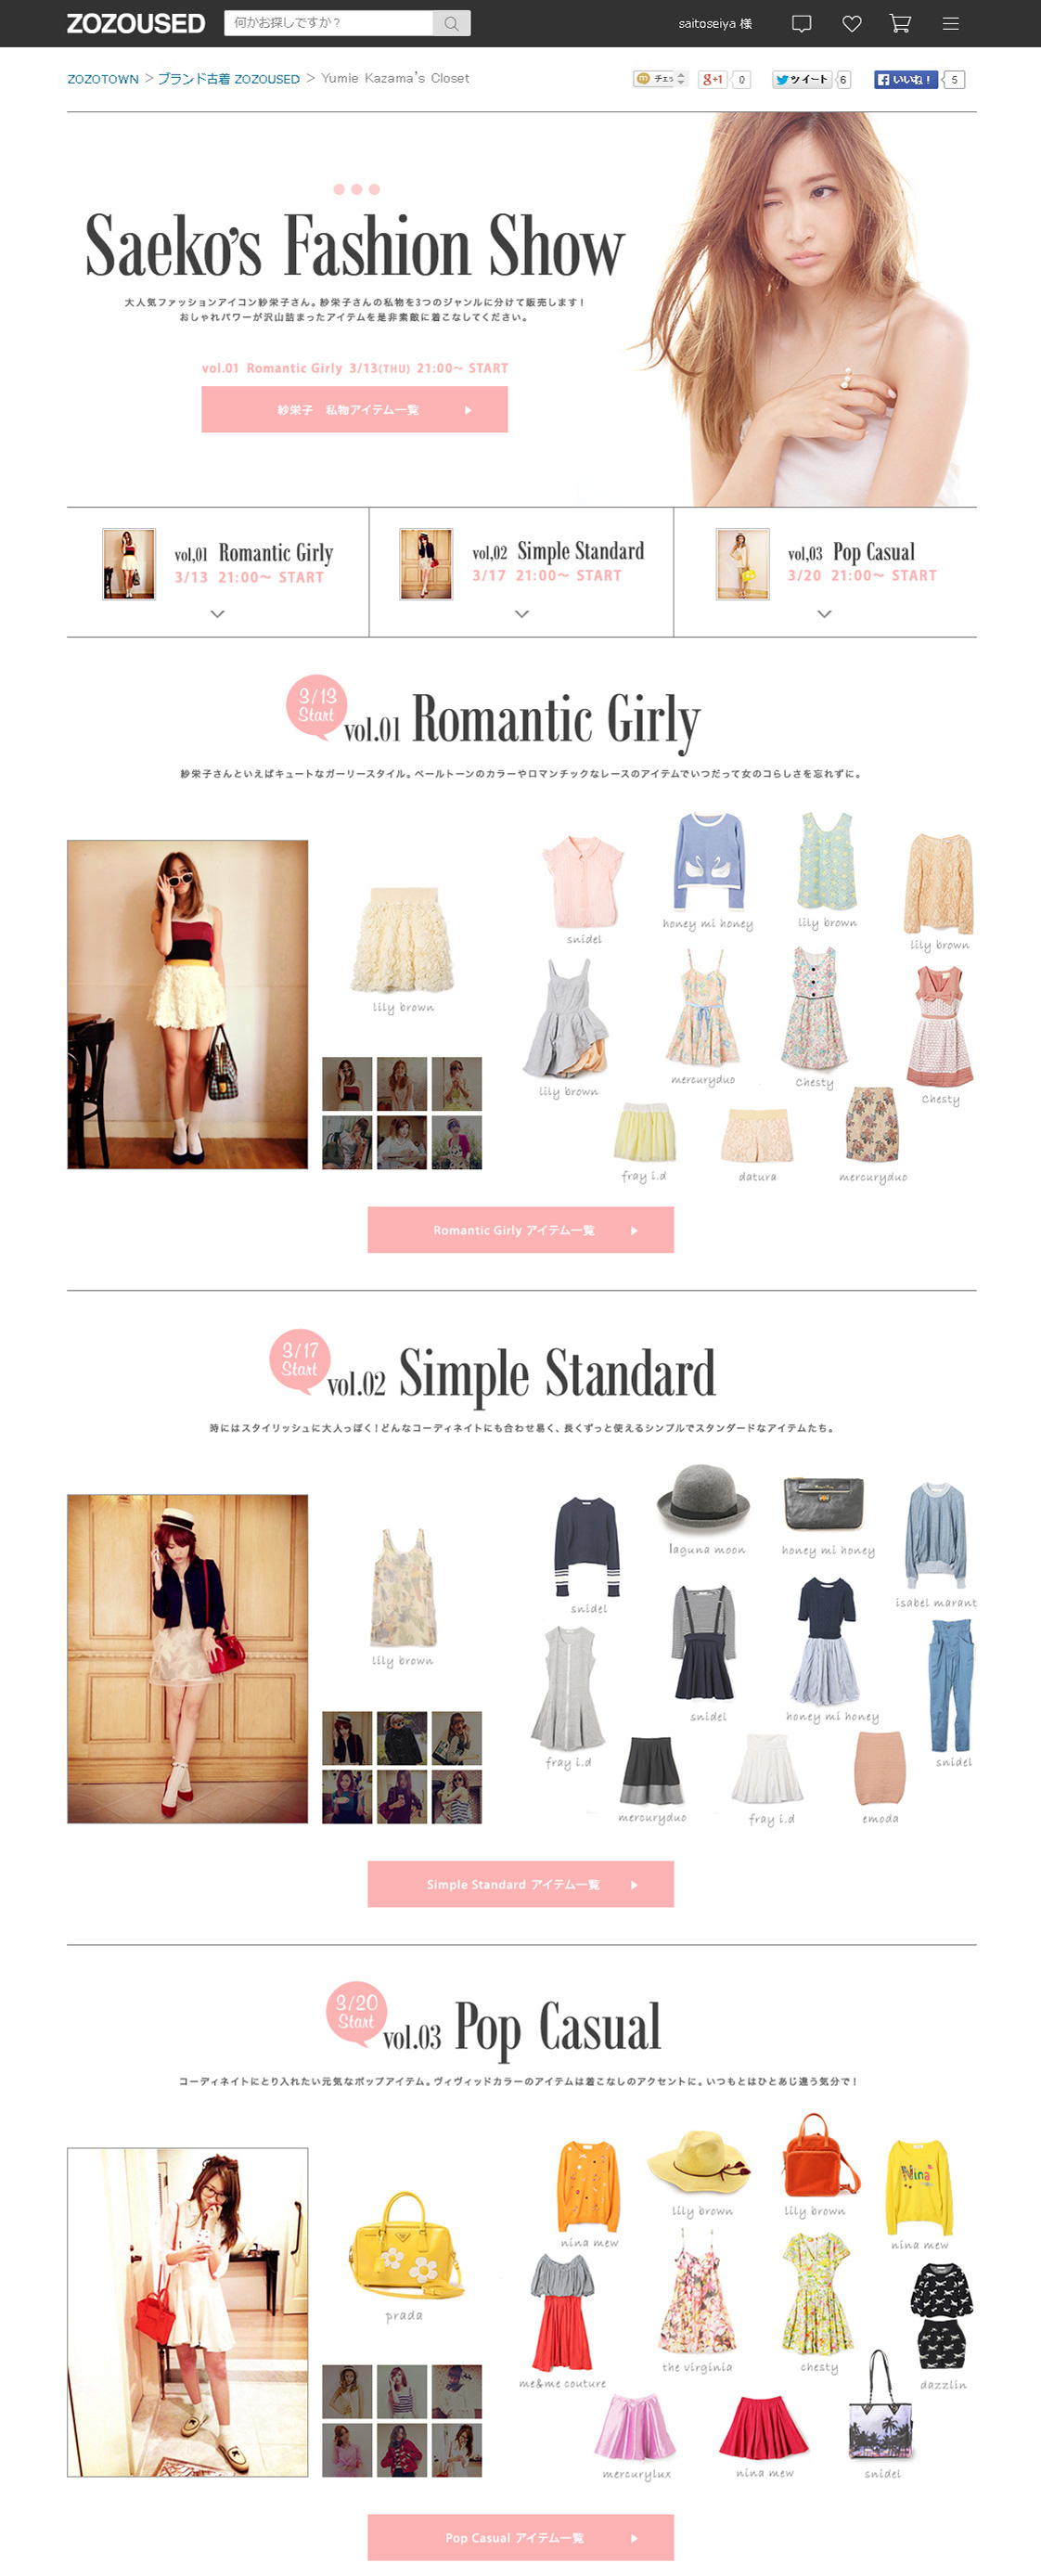 ZOZOUSED
何かお探しですか？
saitoseiya 様
ZOZOTOWN > ブランド古着 ZOZOUSED > Yumie Kazama's Closet
チェッ
g+1 0
ツイート 6
いいね！ 5
Saeko's Fashion Show
大人気ファッションアイコン紗栄子さん。紗栄子さんの私物を3つのジャンルに分けて販売します！
おしゃれパワーが沢山詰まったアイテムを是非素敵に着こなしてください。
vol.01 Romantic Girly 3/13(THU) 21:00〜 START
紗栄子　私物アイテム一覧
vol,01 Romantic Girly
3/13 21:00〜 START
vol,02 Simple Standard
3/17 21:00〜 START
vol,03 Pop Casual
3/20 21:00〜 START
3/13
Start
vol.01 Romantic Girly
紗栄子さんといえばキュートなガーリースタイル。ペールトーンのカラーやロマンチックなレースのアイテムでいつだって女のコらしさを忘れずに。
lily brown
snidel
honey mi honey
lily brown
lily brown
lily brown
mercuryduo
Chesty
Chesty
fray i.d
datura
mercuryduo
Romantic Girly アイテム一覧
3/17
Start
vol.02 Simple Standard
時にはスタイリッシュに大人っぽく！どんなコーディネイトにも合わせ易く、長くずっと使えるシンプルでスタンダードなアイテムたち。
lily brown
snidel
laguna moon
honey mi honey
isabel marant
fray i.d
snidel
honey mi honey
snidel
mercuryduo
fray i.d
emoda
Simple Standard アイテム一覧
3/20
Start
vol.03 Pop Casual
コーディネイトにとり入れたい元気なポップアイテム。ヴィヴィッドカラーのアイテムは着こなしのアクセントに。いつもとはひとあじ違う気分で！
prada
nina mew
lily brown
lily brown
Nina
nina mew
me&me couture
the virginia
chesty
dazzlin
mercurylux
nina mew
snidel
Pop Casual アイテム一覧